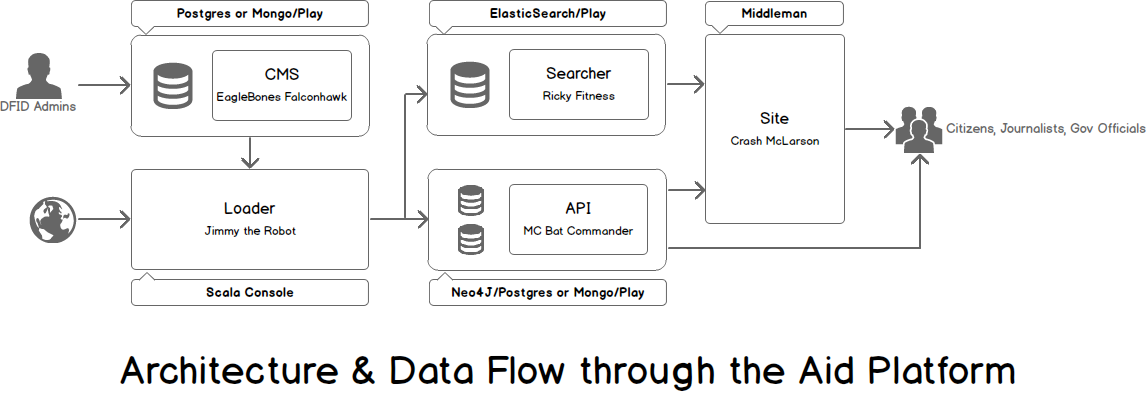 Postgres or Mongo/Play
ElasticSearch/Play
Middleman
CMS
EagleBones Falconhawk
Searcher
Ricky Fitness
DFID Admins
Site
Crash McLarson
Citizens, Journalists, Gov Officials
Loader
Jimmy the Robot
API
MC Bat Commander
Scala Console
Neo4J/Postgres or Mongo/Play
Architecture & Data Flow through the Aid Platform